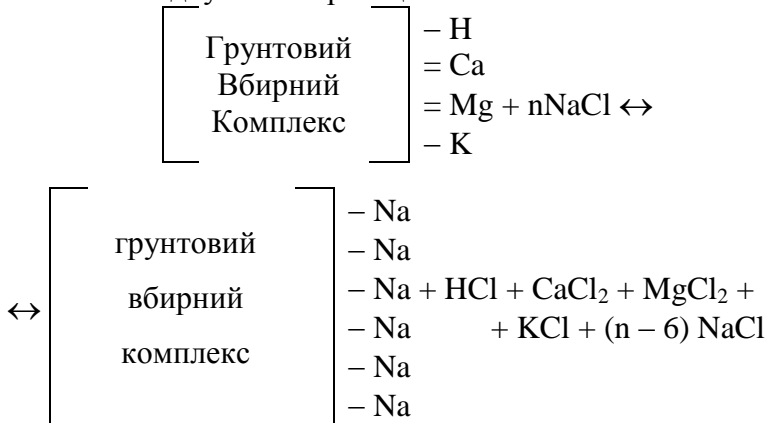 – H
Грунтовий
= Ca
Вбирний
= Mg + nNaCl ↔
Комплекс
– K
– Na
грунтовий
– Na
↔ вбирний
– Na + HCl + CaCl₂ + MgCl₂ +
– Na + KCl + (n – 6) NaCl
комплекс
– Na
– Na